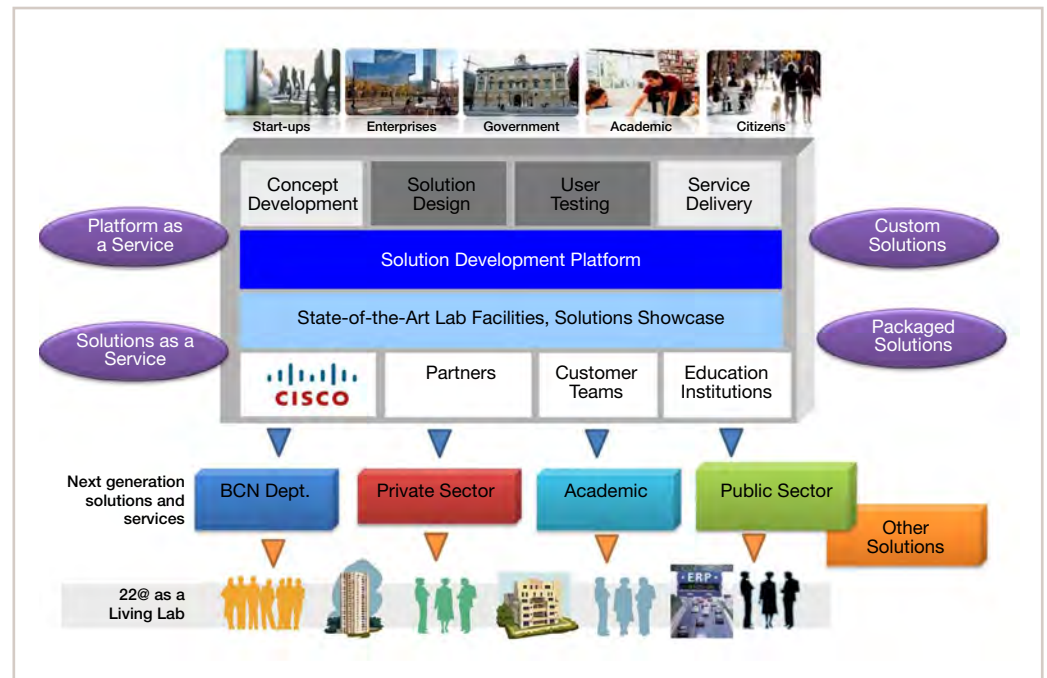 Start-ups
Enterprises
Government
Academic
Citizens
Concept
Development
Solution
Design
User
Testing
Service
Delivery
Platform as
a Service
Custom
Solutions
Solution Development Platform
State-of-the-Art Lab Facilities, Solutions Showcase
Solutions as a
Service
Packaged
Solutions
CISCO
Partners
Customer
Teams
Education
Institutions
Next generation
solutions and
services
BCN Dept.
Private Sector
Academic
Public Sector
Other
Solutions
22@ as a
Living Lab
ERP